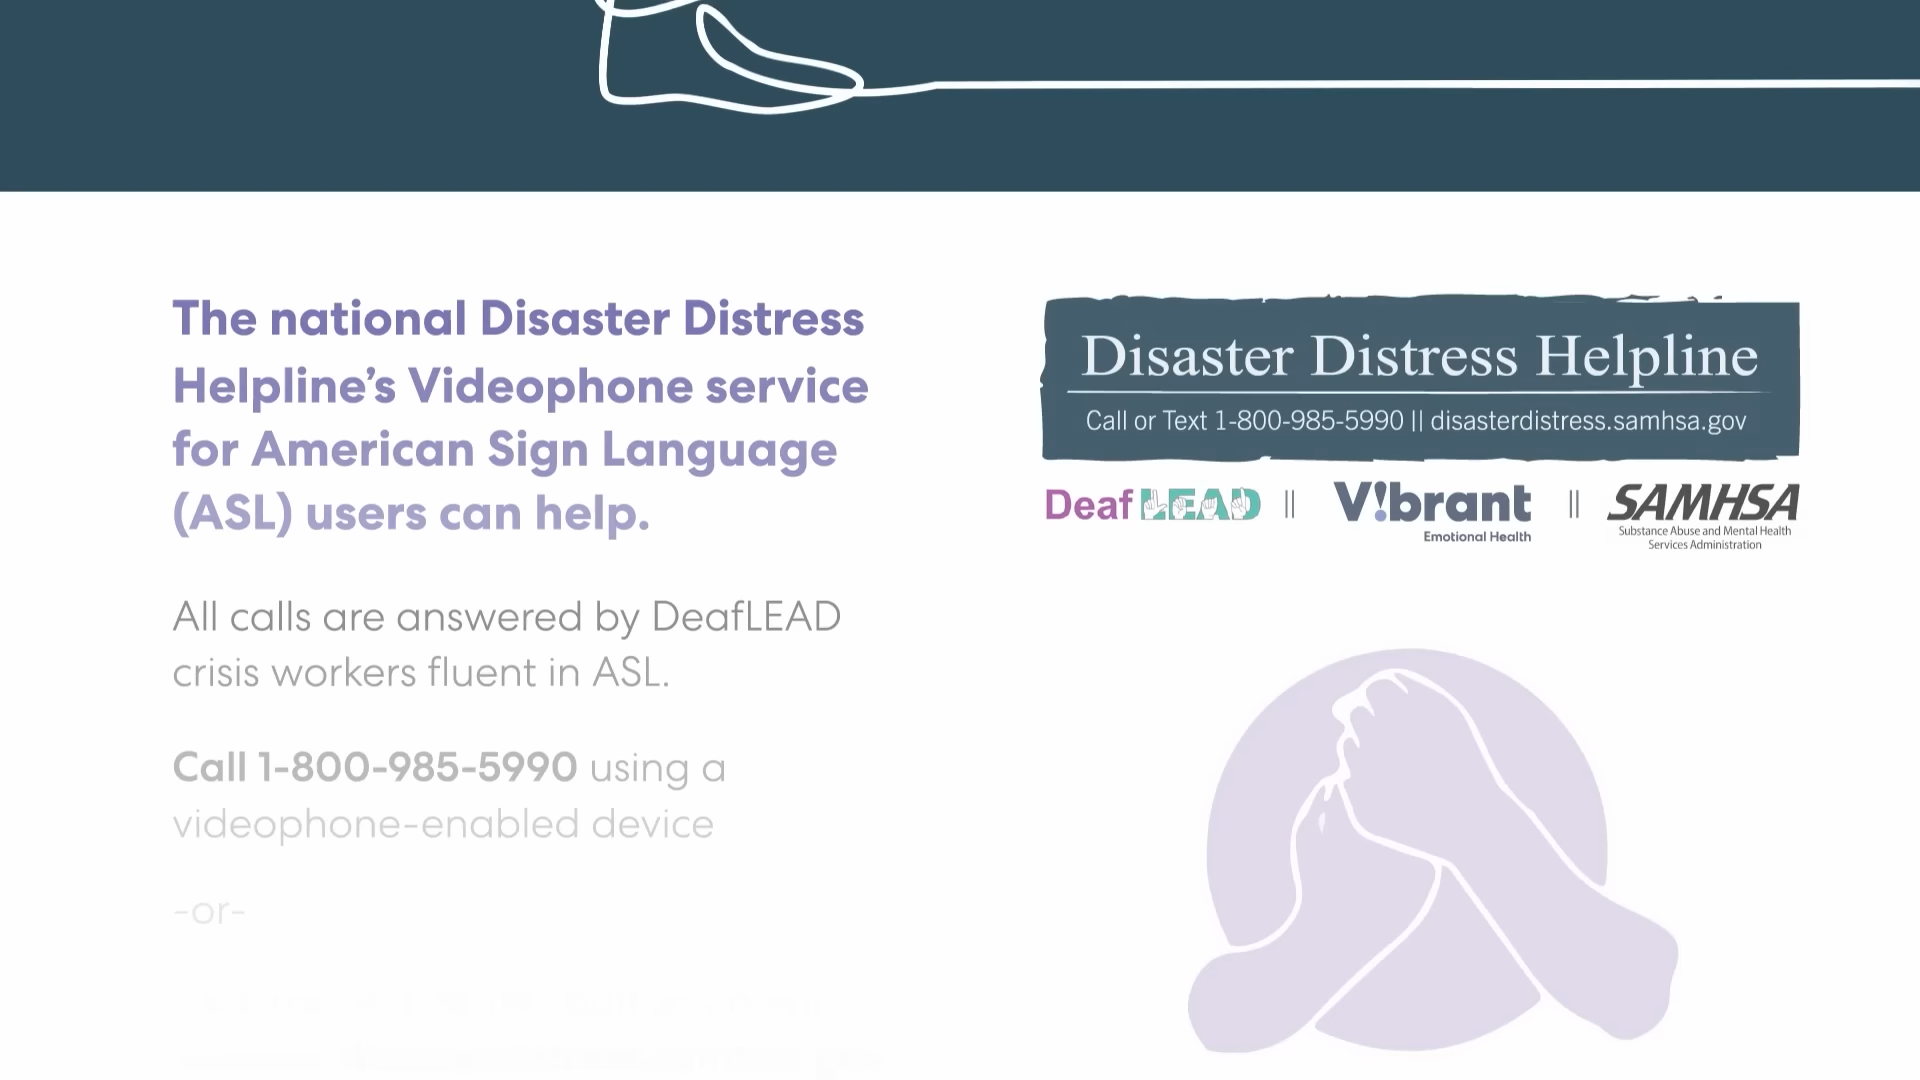 The national Disaster Distress
Helpline’s Videophone service
for American Sign Language
(ASL) users can help.
All calls are answered by DeafLEAD
crisis workers fluent in ASL.
Call 1-800-985-5990 using a
videophone-enabled device
-or-
Disaster Distress Helpline
Call or Text 1-800-985-5990 || disasterdistress.samhsa.gov
Deaf LEAD || V!brant || SAMHSA
Emotional Health
Substance Abuse and Mental Health
Services Administration